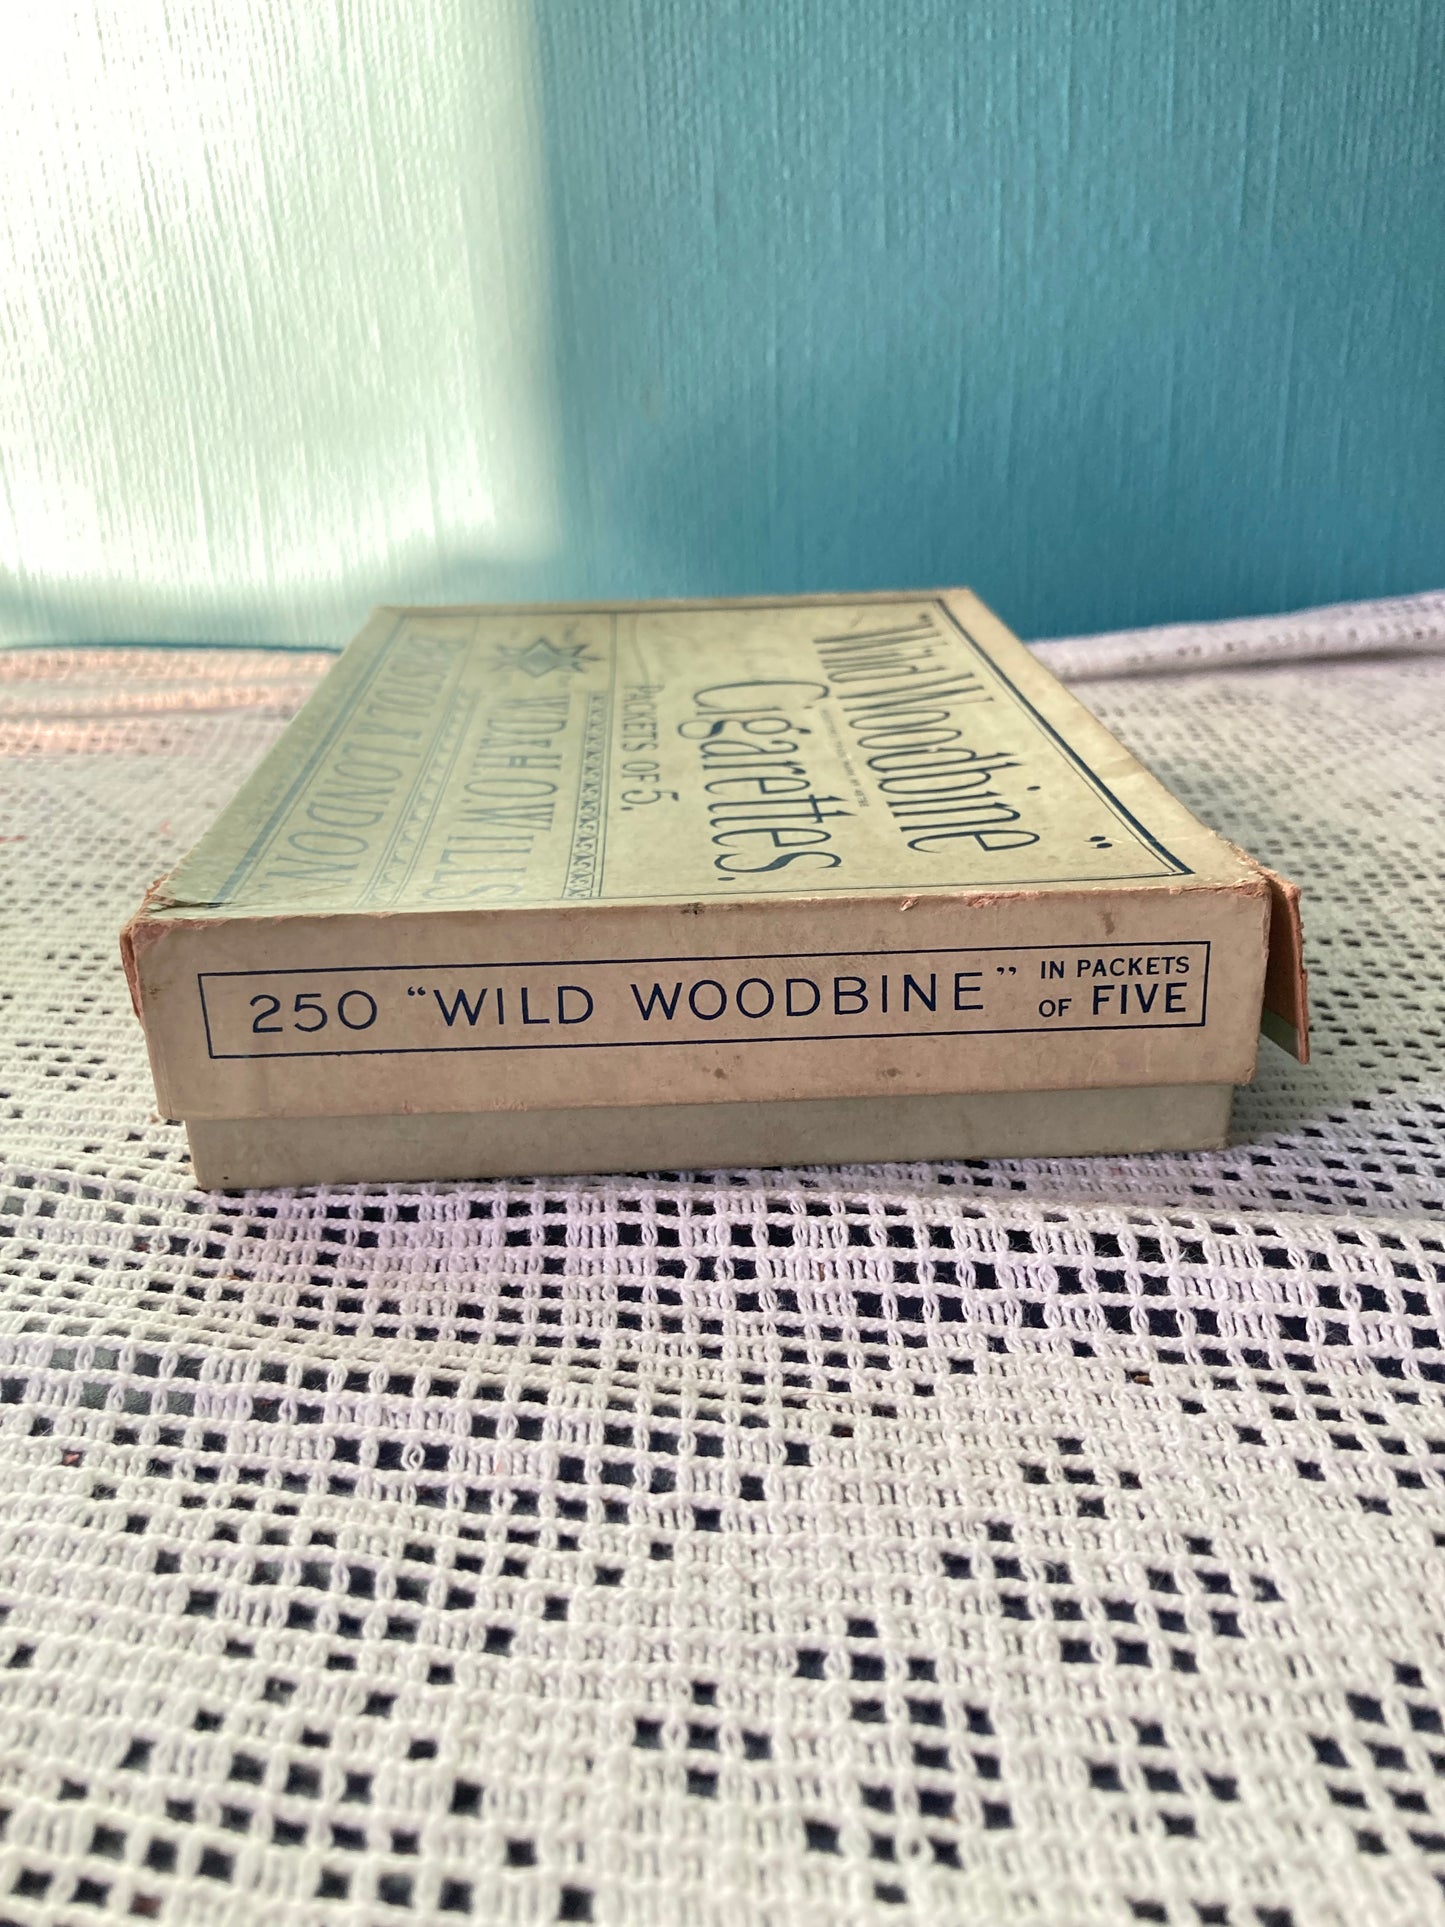 "Wild Woodbine"
Cigarettes.
PACKETS OF 5.
W.D. & H.O. WILLS
BRISTOL & LONDON
250 "WILD WOODBINE" IN PACKETS
OF FIVE